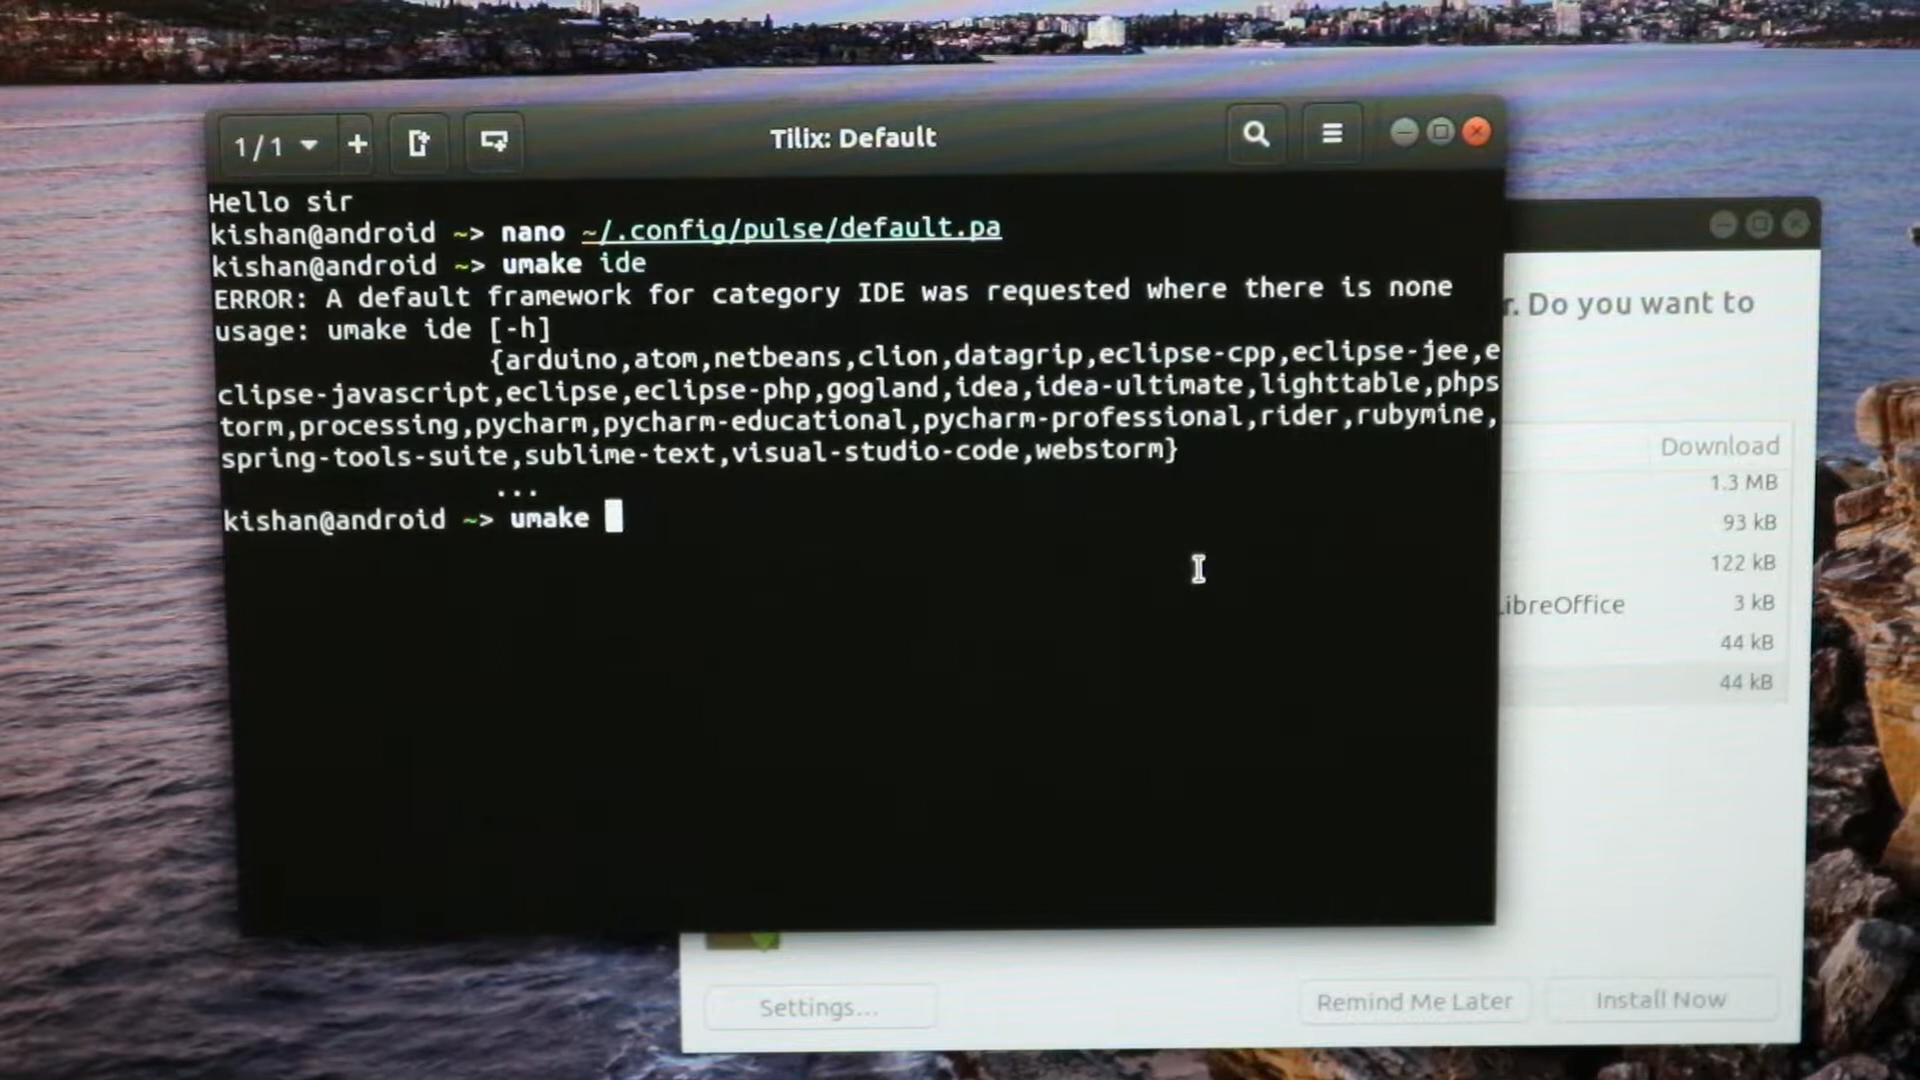 1 / 1
Tilix: Default
Hello sir
kishan@android ~> nano ~/.config/pulse/default.pa
kishan@android ~> umake ide
ERROR: A default framework for category IDE was requested where there is none
usage: umake ide [-h]
{arduino,atom,netbeans,clion,datagrip,eclipse-cpp,eclipse-jee,e
clipse-javascript,eclipse,eclipse-php,gogland,idea,idea-ultimate,lighttable,phps
torm,processing,pycharm,pycharm-educational,pycharm-professional,rider,rubymine,
spring-tools-suite,sublime-text,visual-studio-code,webstorm}
...
kishan@android ~> umake
r. Do you want to
Download
1.3 MB
93 kB
122 kB
LibreOffice 3 kB
44 kB
44 kB
Settings...
Remind Me Later
Install Now